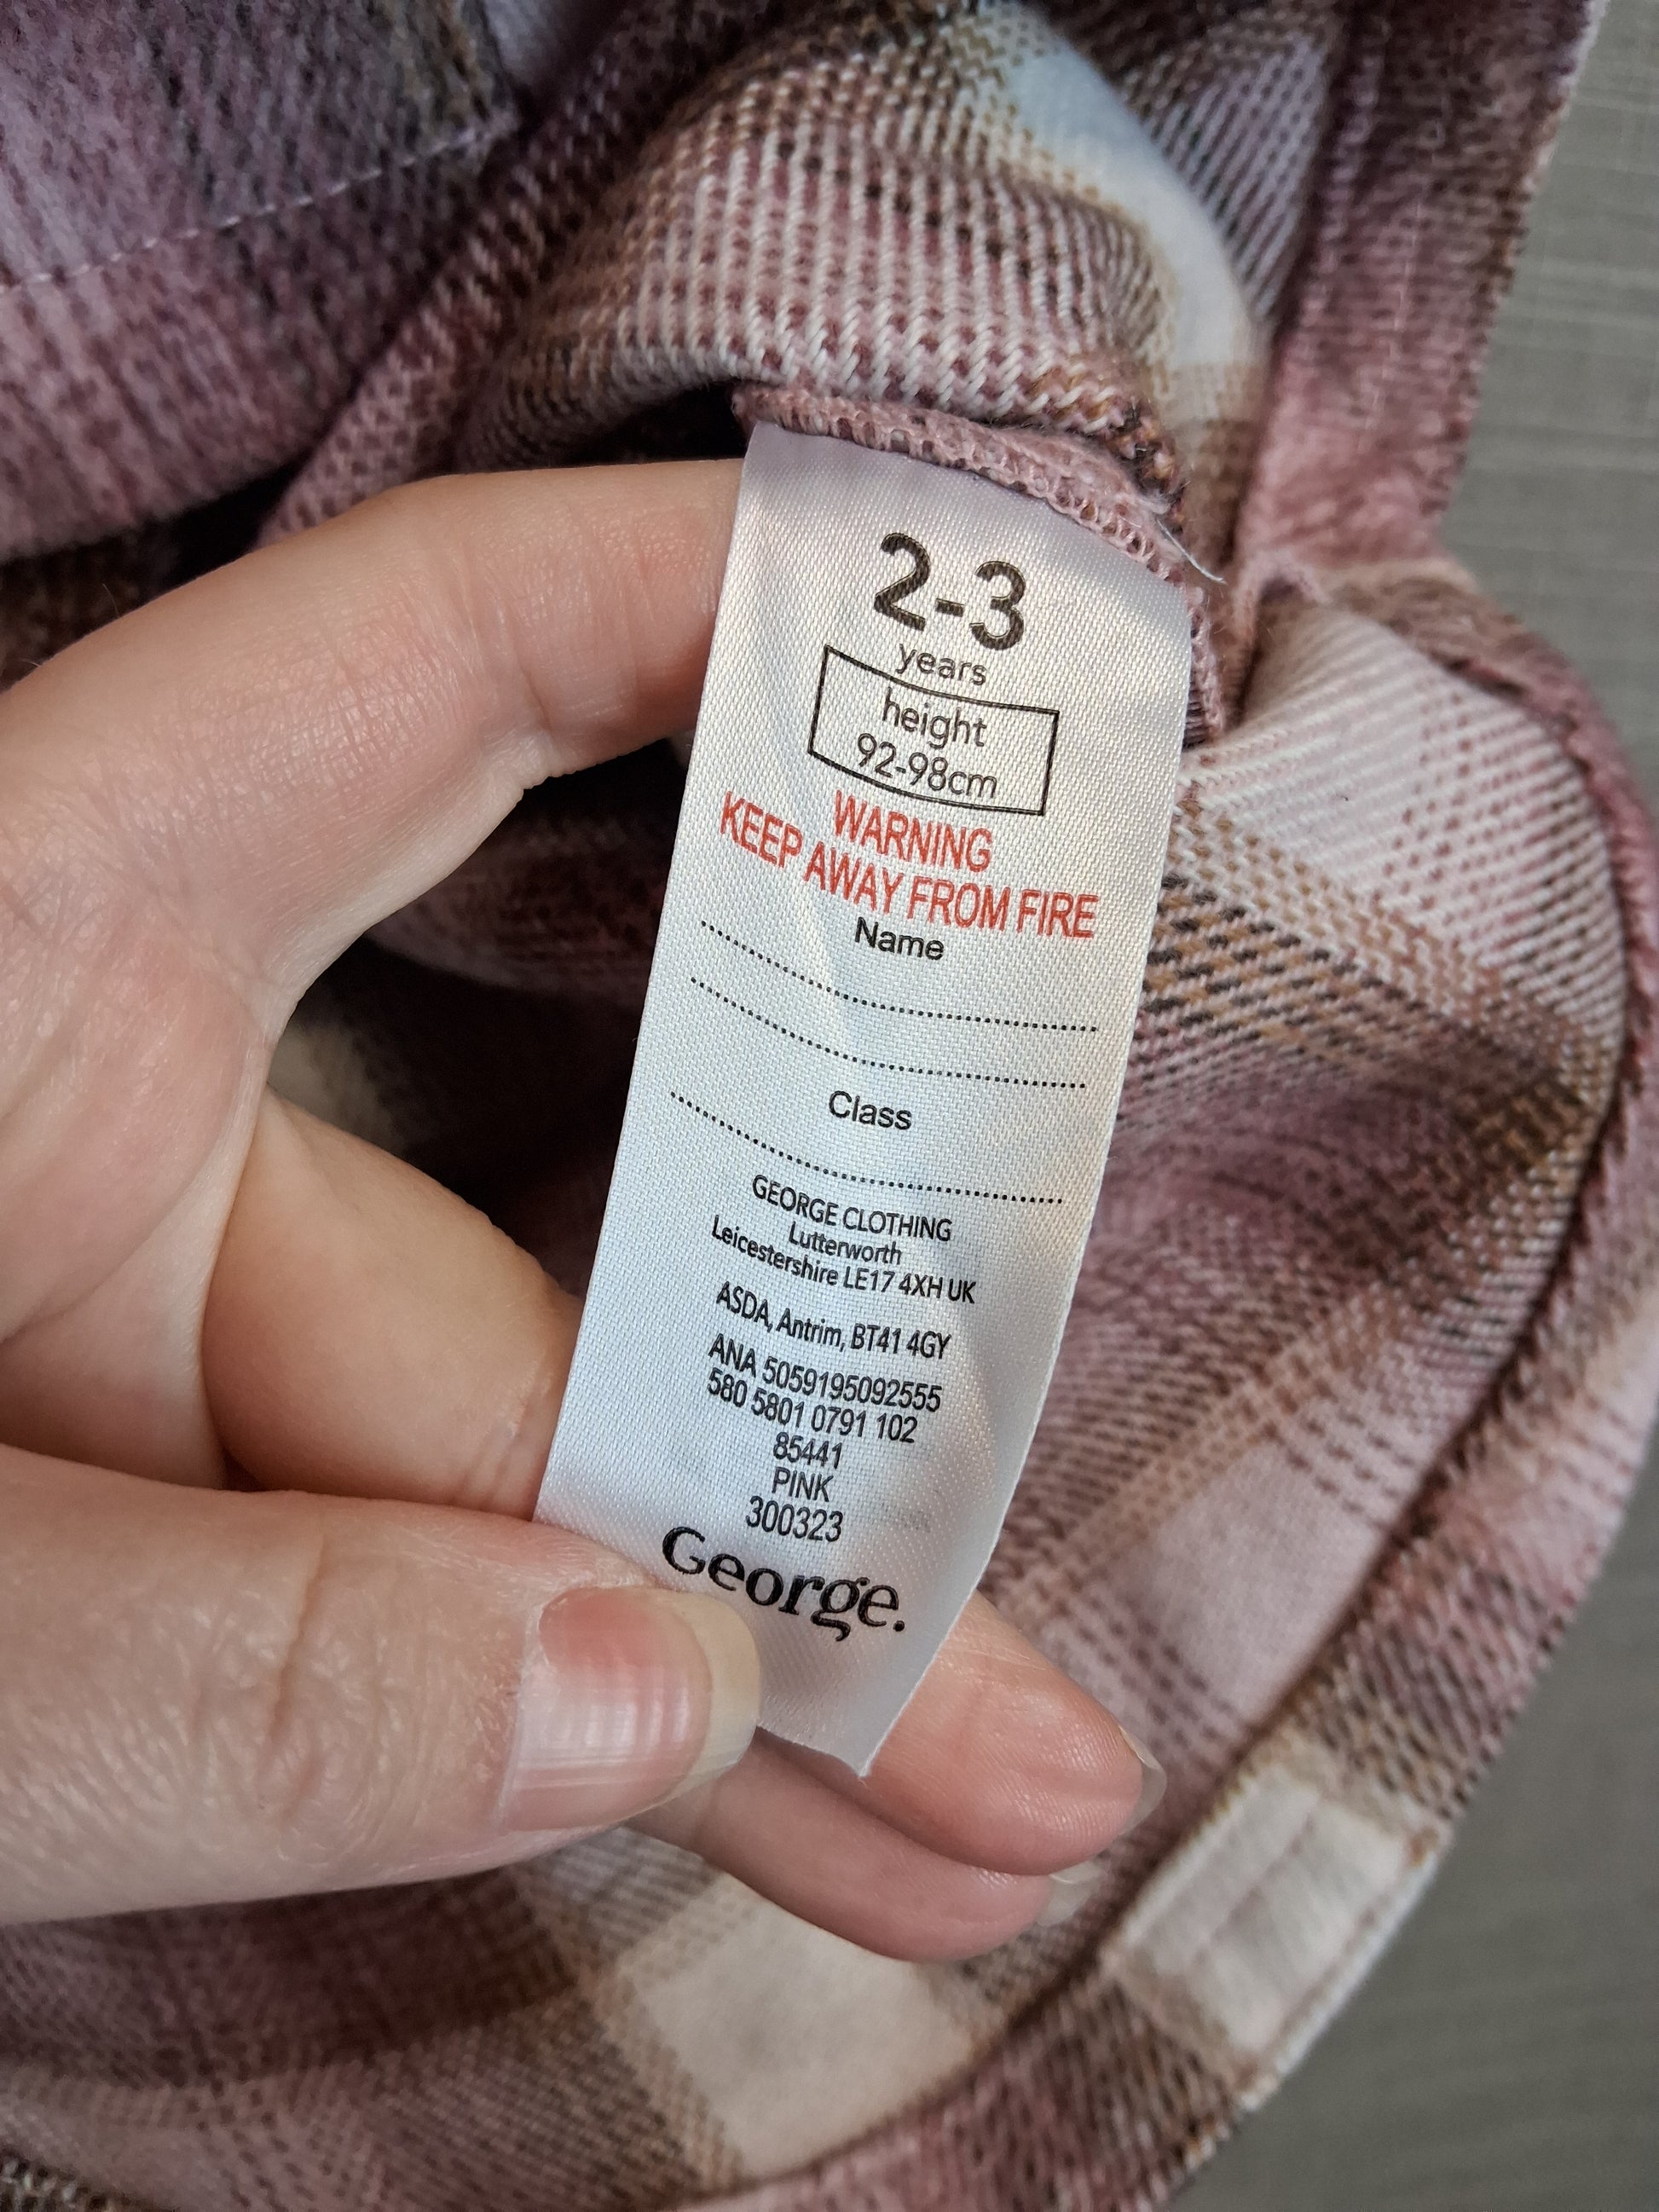 2-3
years
height
92-98cm
WARNING
KEEP AWAY FROM FIRE
Name
Class
GEORGE CLOTHING
Lutterworth
Leicestershire LE17 4XH UK
ASDA, Antrim, BT41 4GY
ANA 5059195092555
580 5801 0791 102
85441
PINK
300323
George.